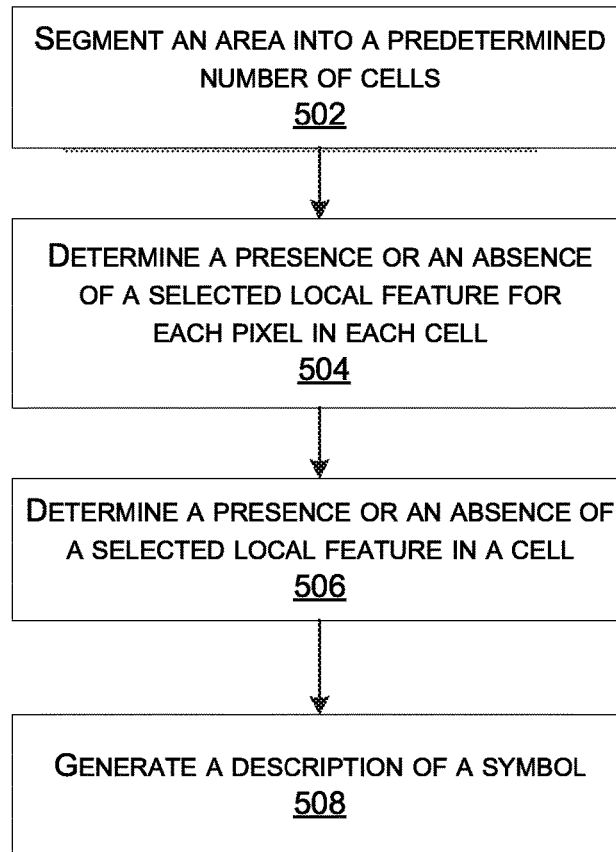 SEGMENT AN AREA INTO A PREDETERMINED
NUMBER OF CELLS
502
DETERMINE A PRESENCE OR AN ABSENCE
OF A SELECTED LOCAL FEATURE FOR
EACH PIXEL IN EACH CELL
504
DETERMINE A PRESENCE OR AN ABSENCE OF
A SELECTED LOCAL FEATURE IN A CELL
506
GENERATE A DESCRIPTION OF A SYMBOL
508